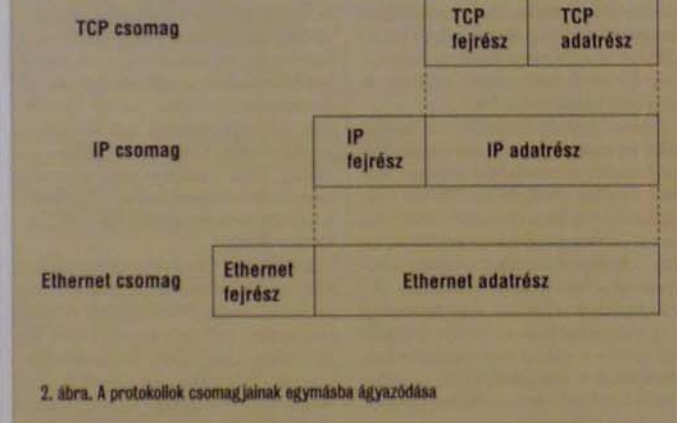 TCP csomag
TCP fejrész
TCP adatrész
IP csomag
IP fejrész
IP adatrész
Ethernet csomag
Ethernet fejrész
Ethernet adatrész
2. ábra. A protokollok csomagjainak egymásba ágyazódása